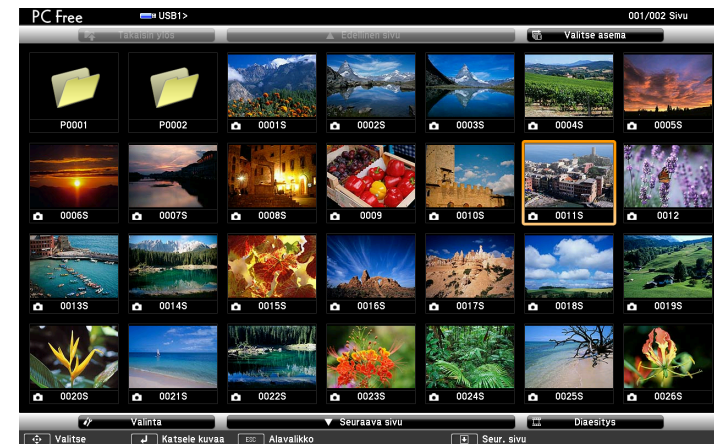 PC Free USB1> 001/002 Sivu
Takaisin ylös ▲ Edellinen sivu Valitse asema
P0001 P0002 0001S 0002S 0003S 0004S 0005S
0006S 0007S 0008S 0009 0010S 0011S 0012
0013S 0014S 0015S 0016S 0017S 0018S 0019S
0020S 0021S 0022S 0023S 0024S 0025S 0026S
Valinta ▼ Seuraava sivu Diaesitys
Valitse Katsele kuvaa ESC Alavalikko Seur. sivu